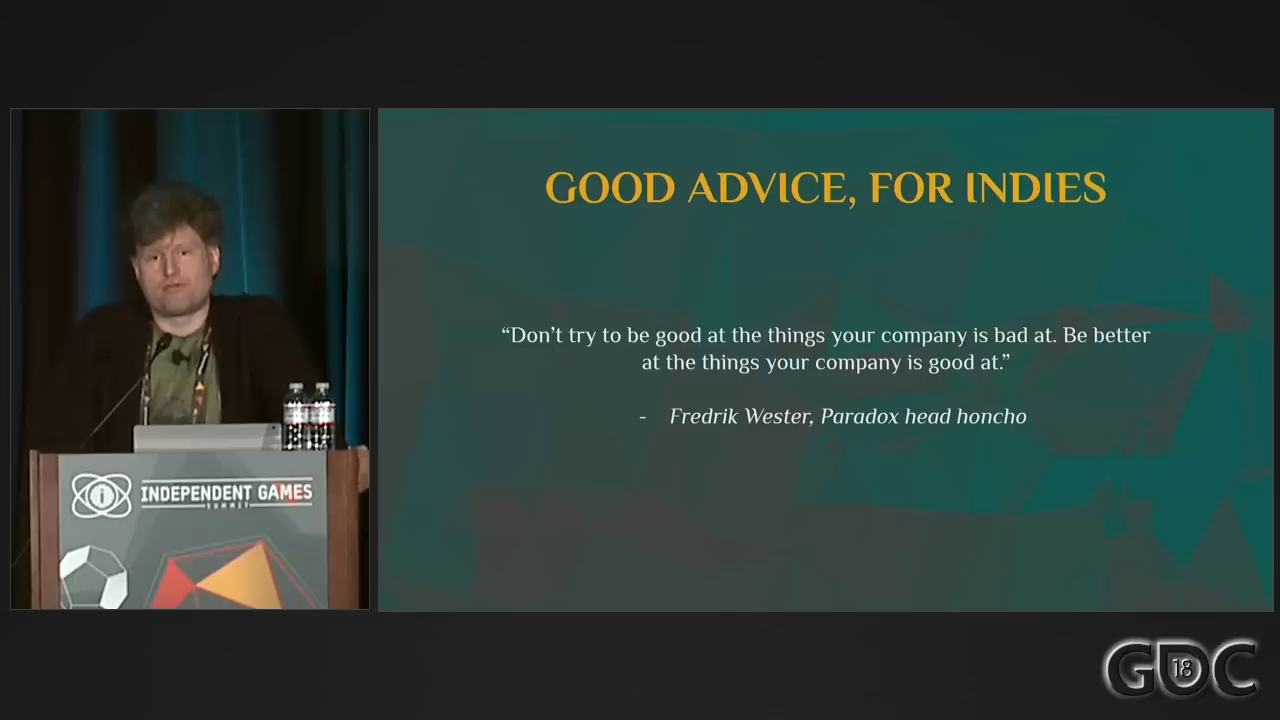 GOOD ADVICE, FOR INDIES
“Don’t try to be good at the things your company is bad at. Be better
at the things your company is good at.”
- Fredrik Wester, Paradox head honcho
INDEPENDENT GAMES
SUMMIT
GDC
18